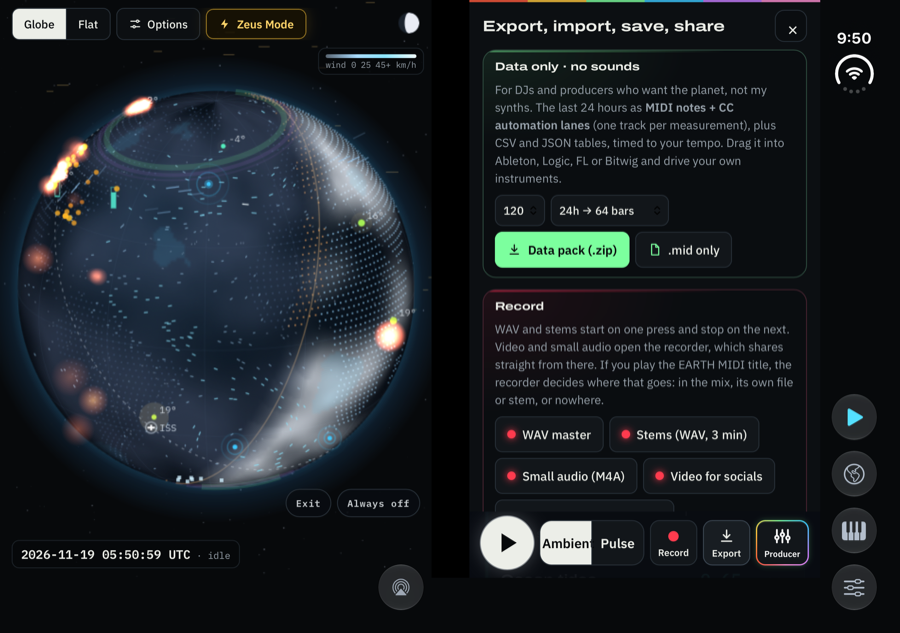 Globe Flat Options Zeus Mode
wind 0 25 45+ km/h
-4°
19°
ISS
Exit Always off
2026-11-19 05:50:59 UTC · idle
Export, import, save, share
Data only · no sounds
For DJs and producers who want the planet, not my
synths. The last 24 hours as MIDI notes + CC
automation lanes (one track per measurement), plus
CSV and JSON tables, timed to your tempo. Drag it into
Ableton, Logic, FL or Bitwig and drive your own
instruments.
120 24h → 64 bars
Data pack (.zip) .mid only
Record
WAV and stems start on one press and stop on the next.
Video and small audio open the recorder, which shares
straight from there. If you play the EARTH MIDI title, the
recorder decides where that goes: in the mix, its own file
or stem, or nowhere.
WAV master Stems (WAV, 3 min)
Small audio (M4A) Video for socials
Ambient Pulse Record Export Producer
9:50